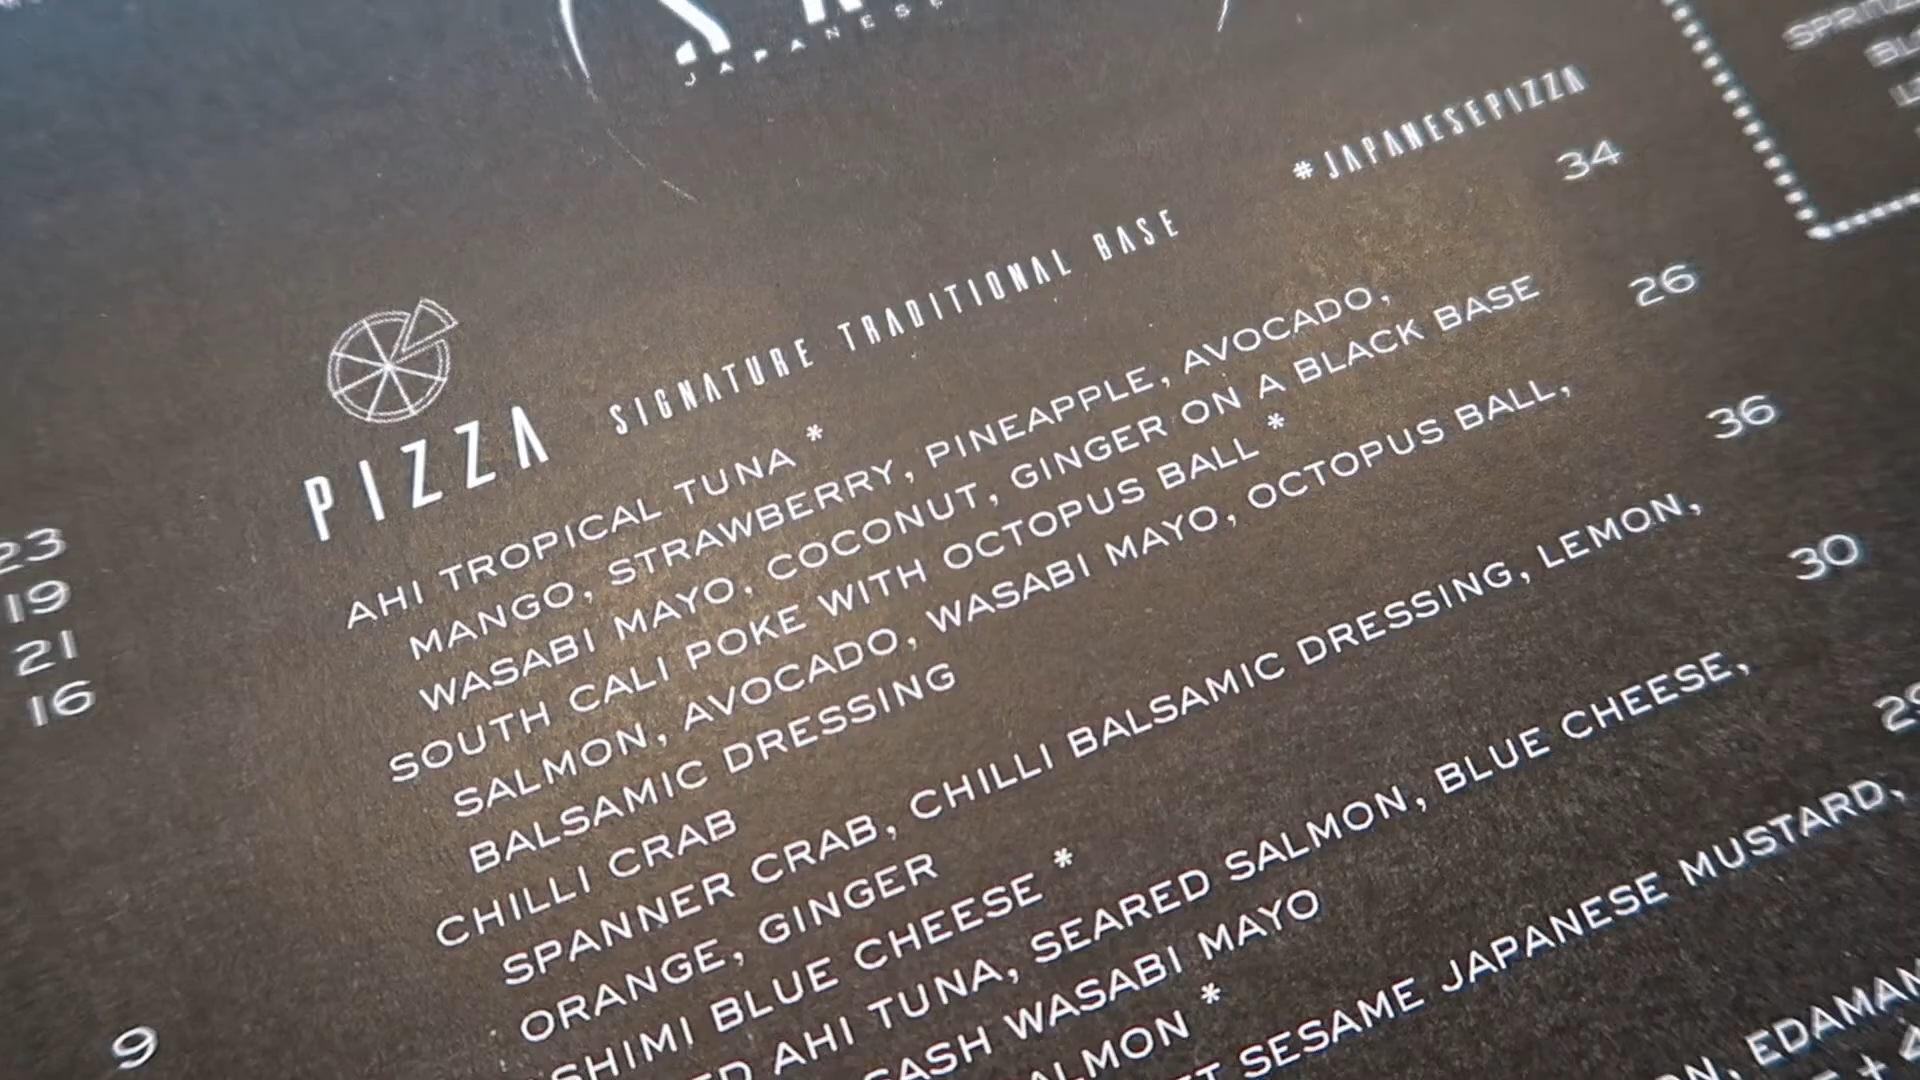 JAPANESE
#JAPANESEPIZZA
PIZZA SIGNATURE TRADITIONAL BASE
AHI TROPICAL TUNA * 34
MANGO, STRAWBERRY, PINEAPPLE, AVOCADO,
WASABI MAYO, COCONUT, GINGER ON A BLACK BASE
SOUTH CALI POKE WITH OCTOPUS BALL * 26
SALMON, AVOCADO, WASABI MAYO, OCTOPUS BALL,
BALSAMIC DRESSING
CHILLI CRAB 36
SPANNER CRAB, CHILLI BALSAMIC DRESSING, LEMON,
ORANGE, GINGER
SHIMI BLUE CHEESE * 30
AHI TUNA, SEARED SALMON, BLUE CHEESE,
WASABI MAYO
ALMON *
SESAME JAPANESE MUSTARD,
EDAMAM
23
19
21
16
9